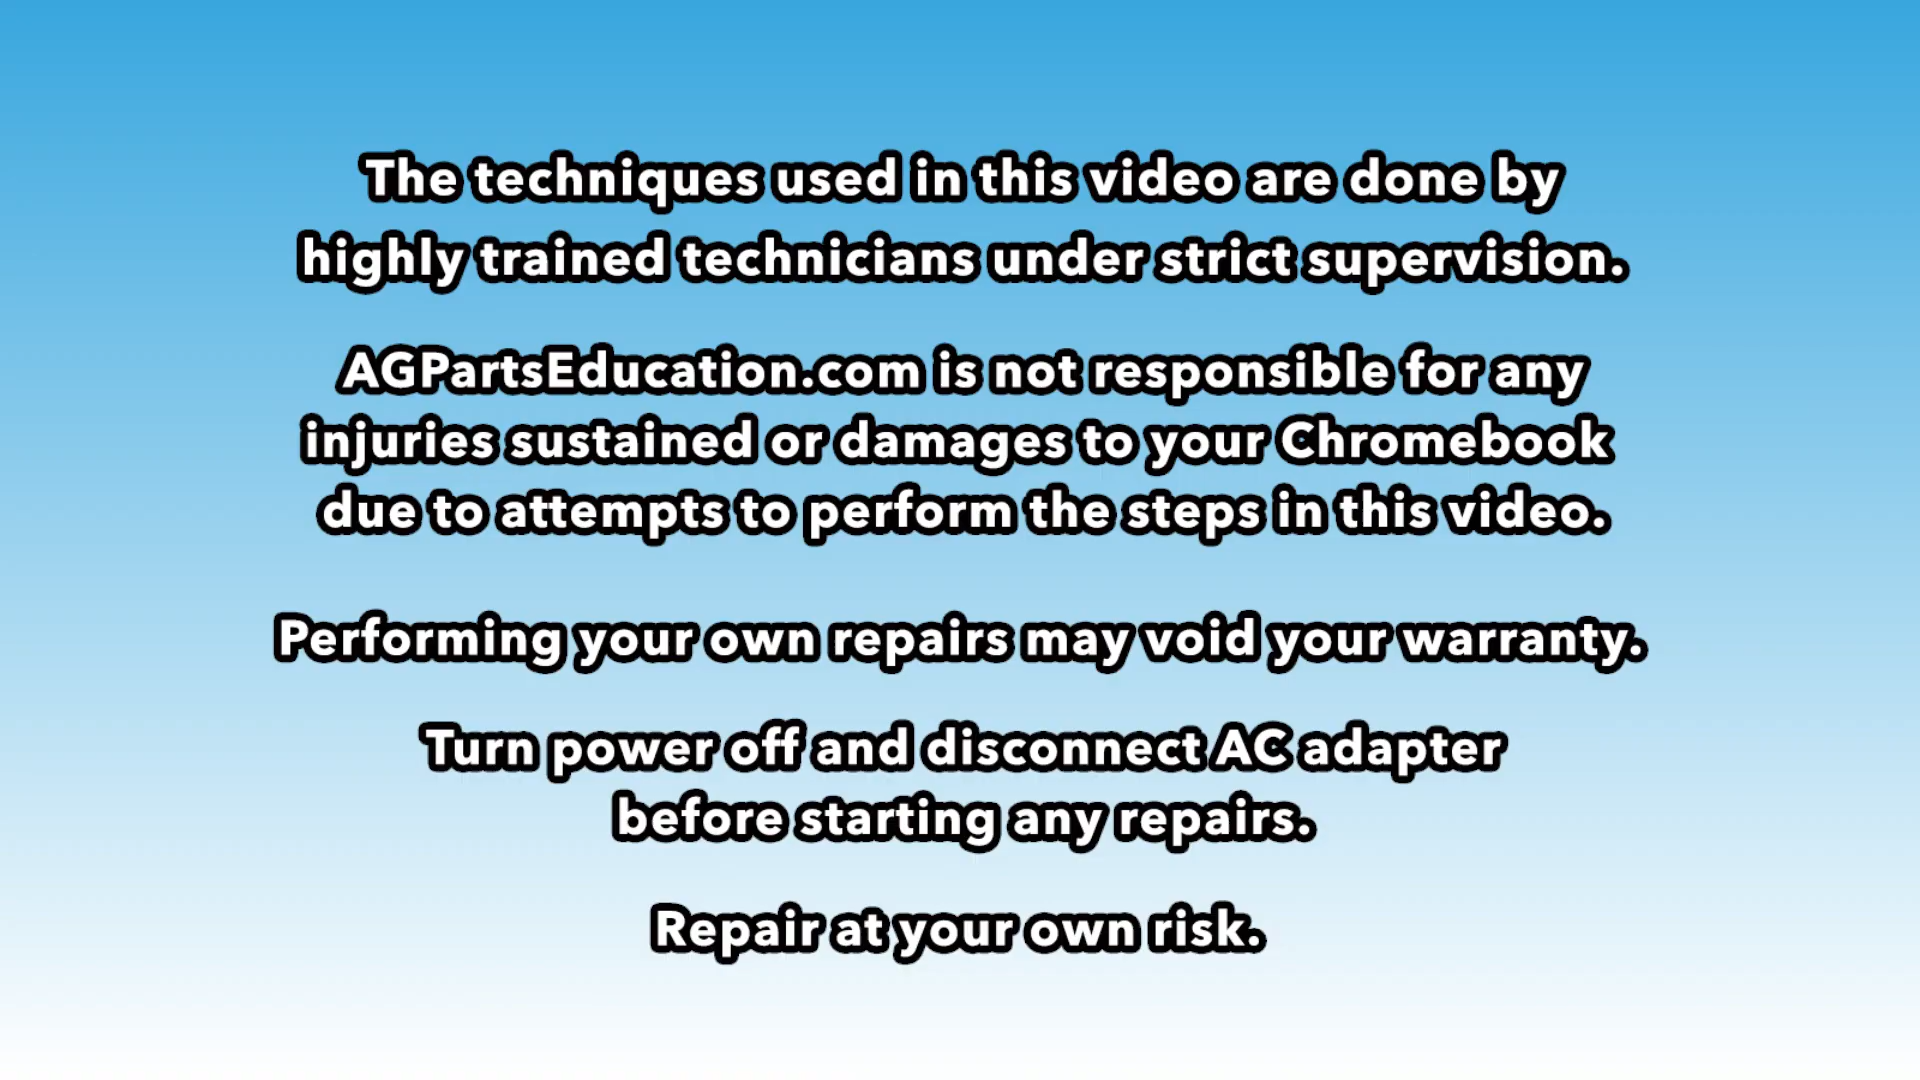 The techniques used in this video are done by
highly trained technicians under strict supervision.
AGPartsEducation.com is not responsible for any
injuries sustained or damages to your Chromebook
due to attempts to perform the steps in this video.
Performing your own repairs may void your warranty.
Turn power off and disconnect AC adapter
before starting any repairs.
Repair at your own risk.